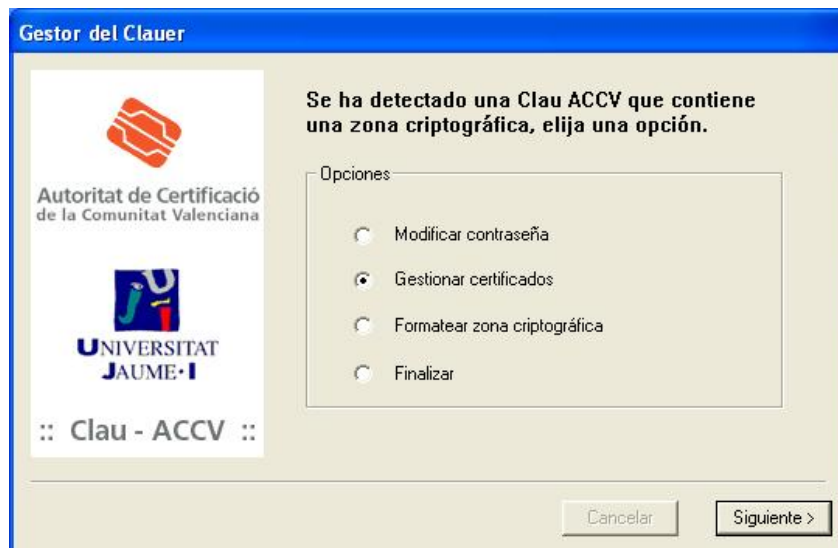 Gestor del Clauer
Autoritat de Certificació
de la Comunitat Valenciana
UNIVERSITAT
JAUME·I
:: Clau - ACCV ::
Se ha detectado una Clau ACCV que contiene
una zona criptográfica, elija una opción.
Opciones
Modificar contraseña
Gestionar certificados
Formatear zona criptográfica
Finalizar
Cancelar
Siguiente >